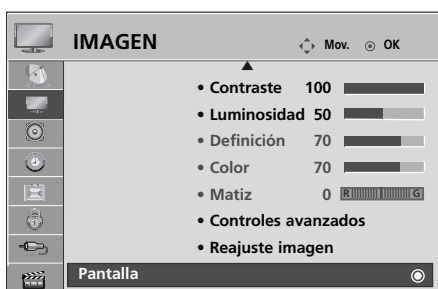 IMAGEN Mov. OK
• Contraste 100
• Luminosidad 50
• Definición 70
• Color 70
• Matiz 0 R G
• Controles avanzados
• Reajuste imagen
Pantalla